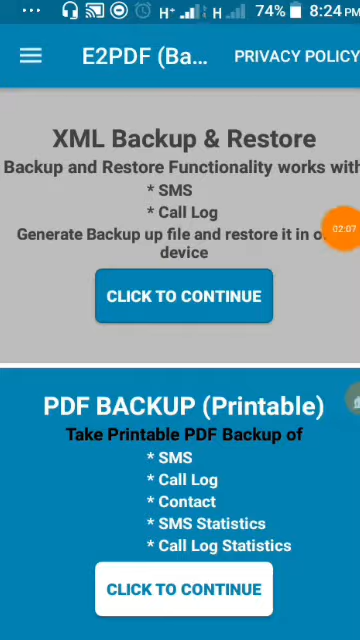 ... H+ H 74% 8:24 PM
E2PDF (Ba... PRIVACY POLICY
XML Backup & Restore
Backup and Restore Functionality works with
* SMS
* Call Log
Generate Backup up file and restore it in
device
02:07
CLICK TO CONTINUE
PDF BACKUP (Printable)
Take Printable PDF Backup of
* SMS
* Call Log
* Contact
* SMS Statistics
* Call Log Statistics
CLICK TO CONTINUE